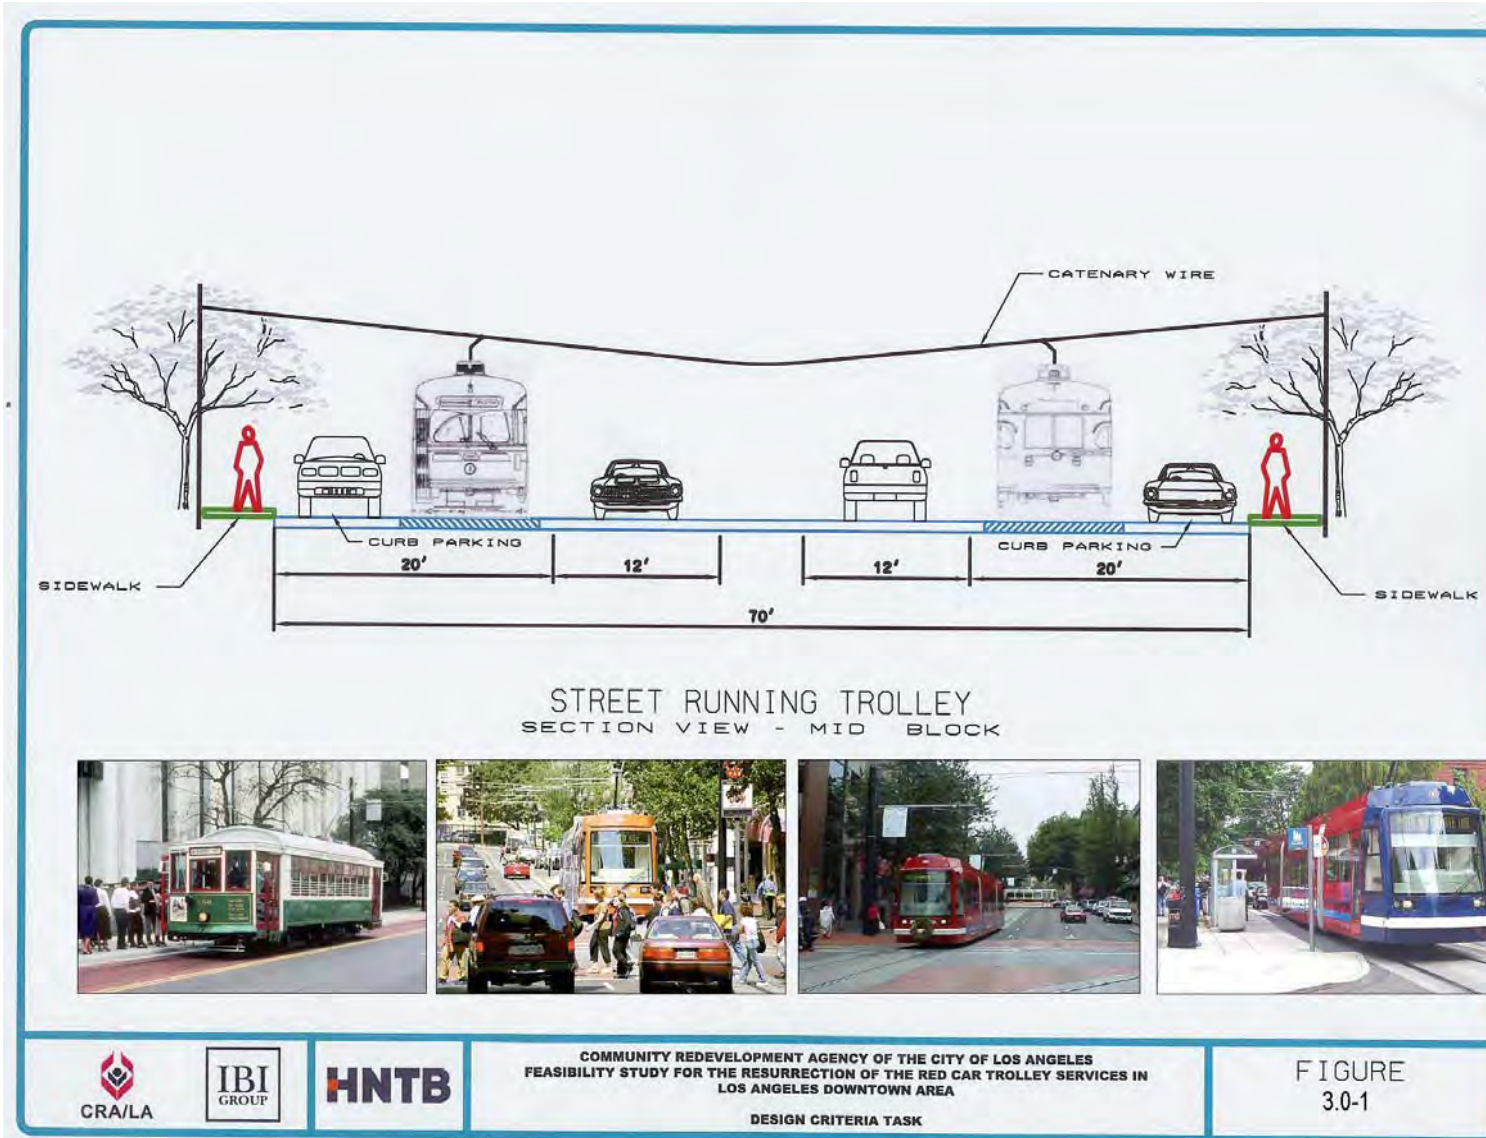 CATENARY WIRE
CURB PARKING
CURB PARKING
20'
12'
12'
20'
SIDEWALK
SIDEWALK
70'
STREET RUNNING TROLLEY
SECTION VIEW - MID BLOCK
CRA/LA
IBI
GROUP
HNTB
COMMUNITY REDEVELOPMENT AGENCY OF THE CITY OF LOS ANGELES
FEASIBILITY STUDY FOR THE RESURRECTION OF THE RED CAR TROLLEY SERVICES IN
LOS ANGELES DOWNTOWN AREA
DESIGN CRITERIA TASK
FIGURE
3.0-1